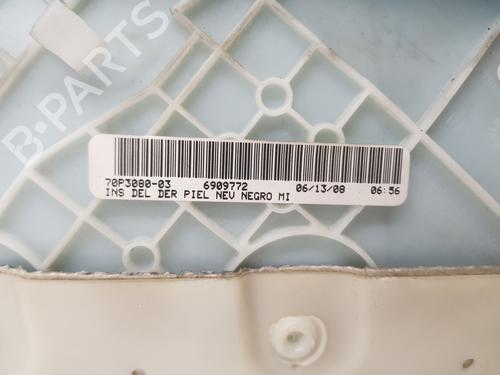 B-PARTS
70P3080-03 6909772 06/13/08 06:56
INS DEL DER PIEL NEV NEGRO MI